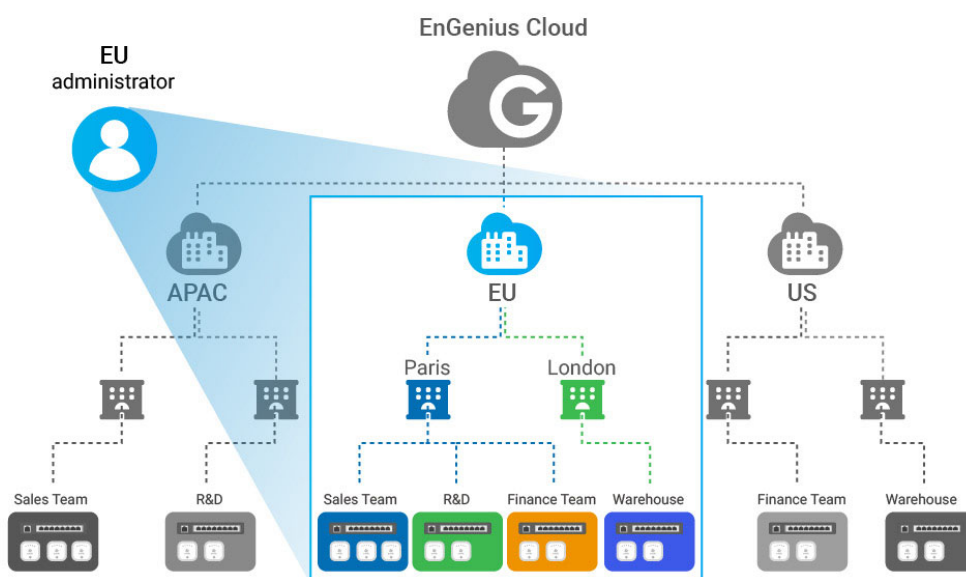 EnGenius Cloud
EU
administrator
G
APAC
EU
US
Paris
London
Sales Team
R&D
Sales Team
R&D
Finance Team
Warehouse
Finance Team
Warehouse